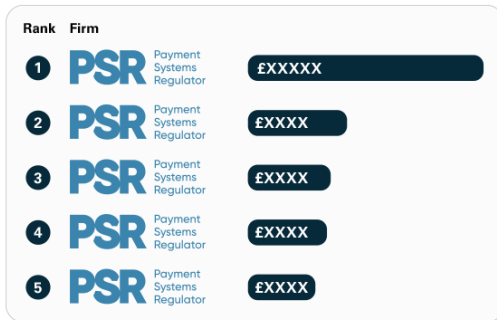 Rank Firm
1 PSR Payment Systems Regulator £XXXXX
2 PSR Payment Systems Regulator £XXXX
3 PSR Payment Systems Regulator £XXXX
4 PSR Payment Systems Regulator £XXXX
5 PSR Payment Systems Regulator £XXXX